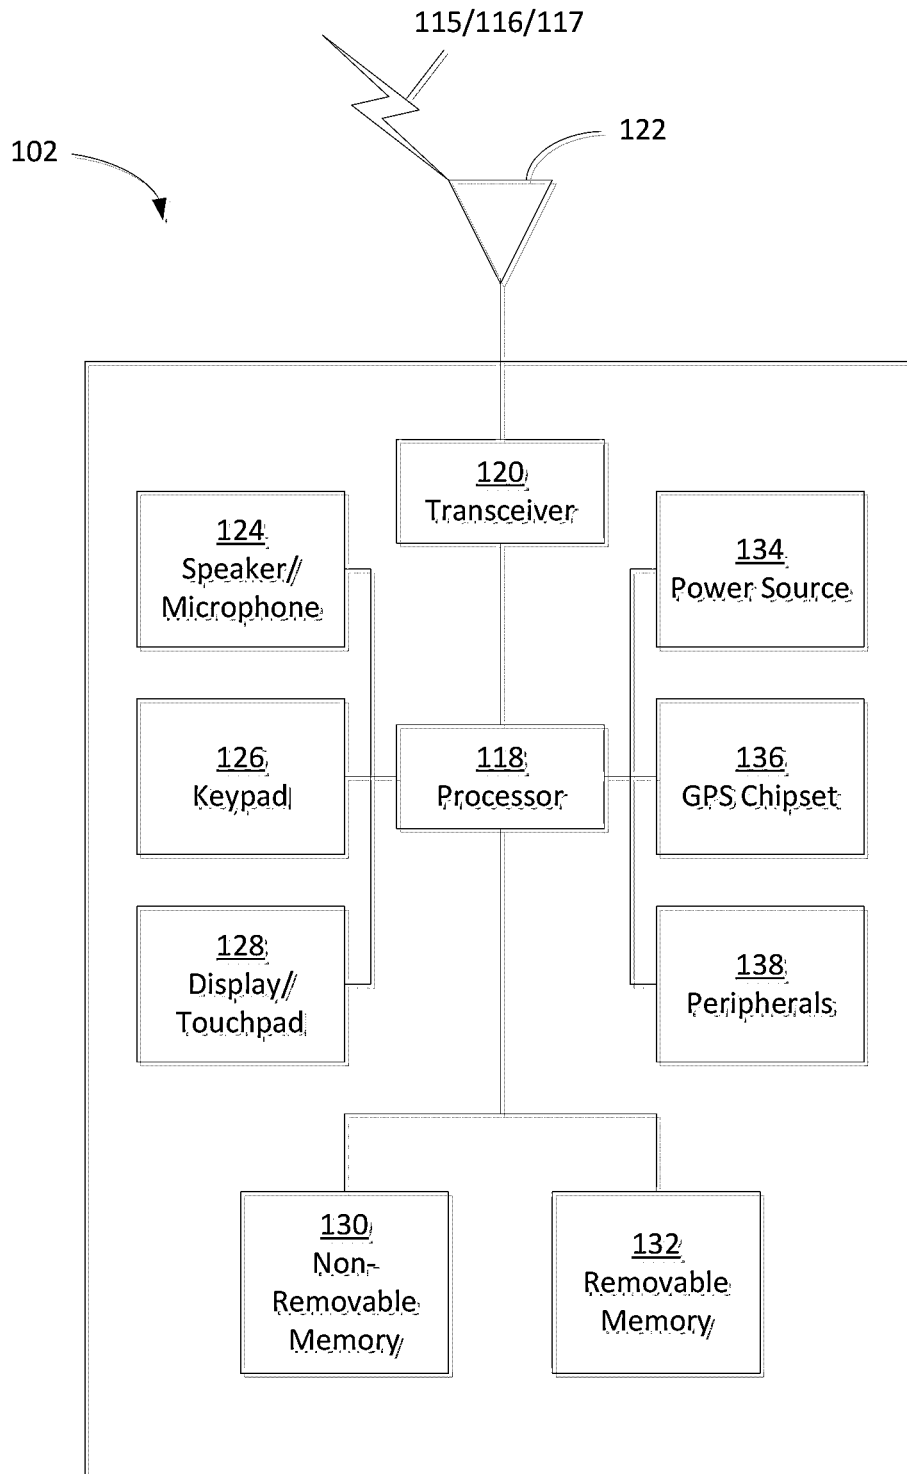 115/116/117
122
102
120
Transceiver
124
Speaker/
Microphone
134
Power Source
126
Keypad
118
Processor
136
GPS Chipset
128
Display/
Touchpad
138
Peripherals
130
Non-
Removable
Memory
132
Removable
Memory